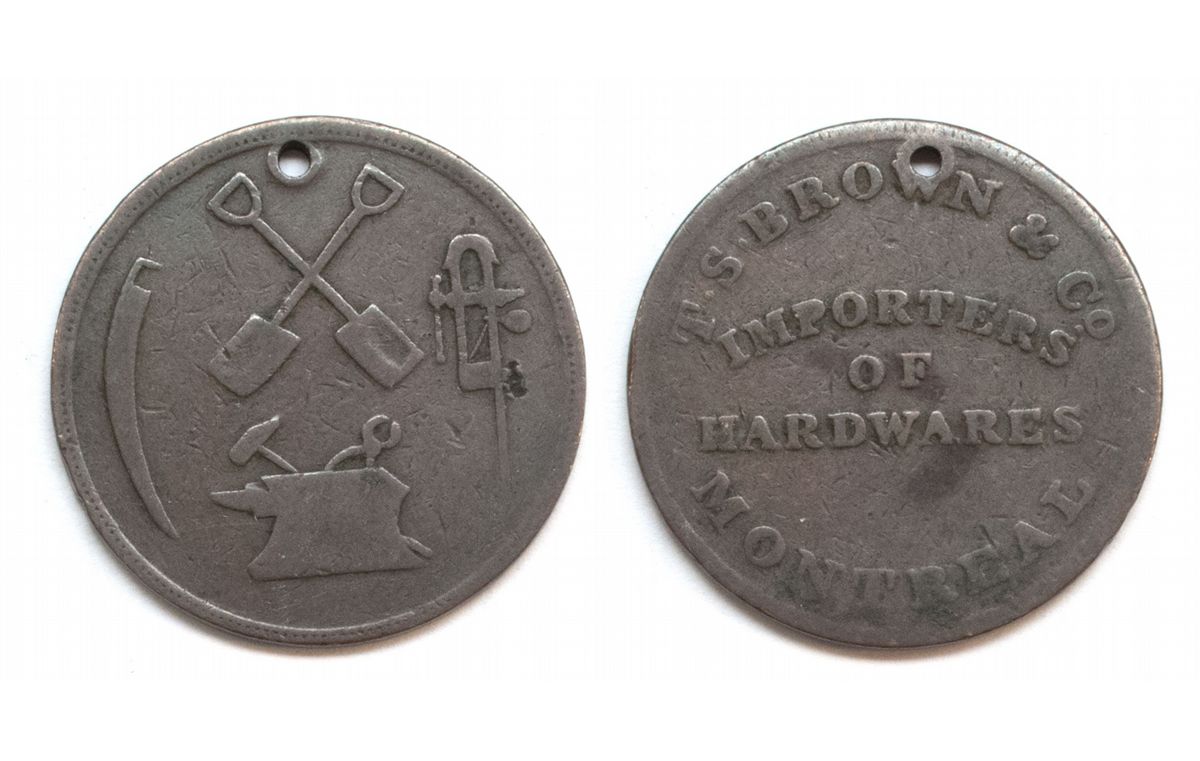 T. S. BROWN & Co
IMPORTERS
OF
HARDWARES
MONTREAL